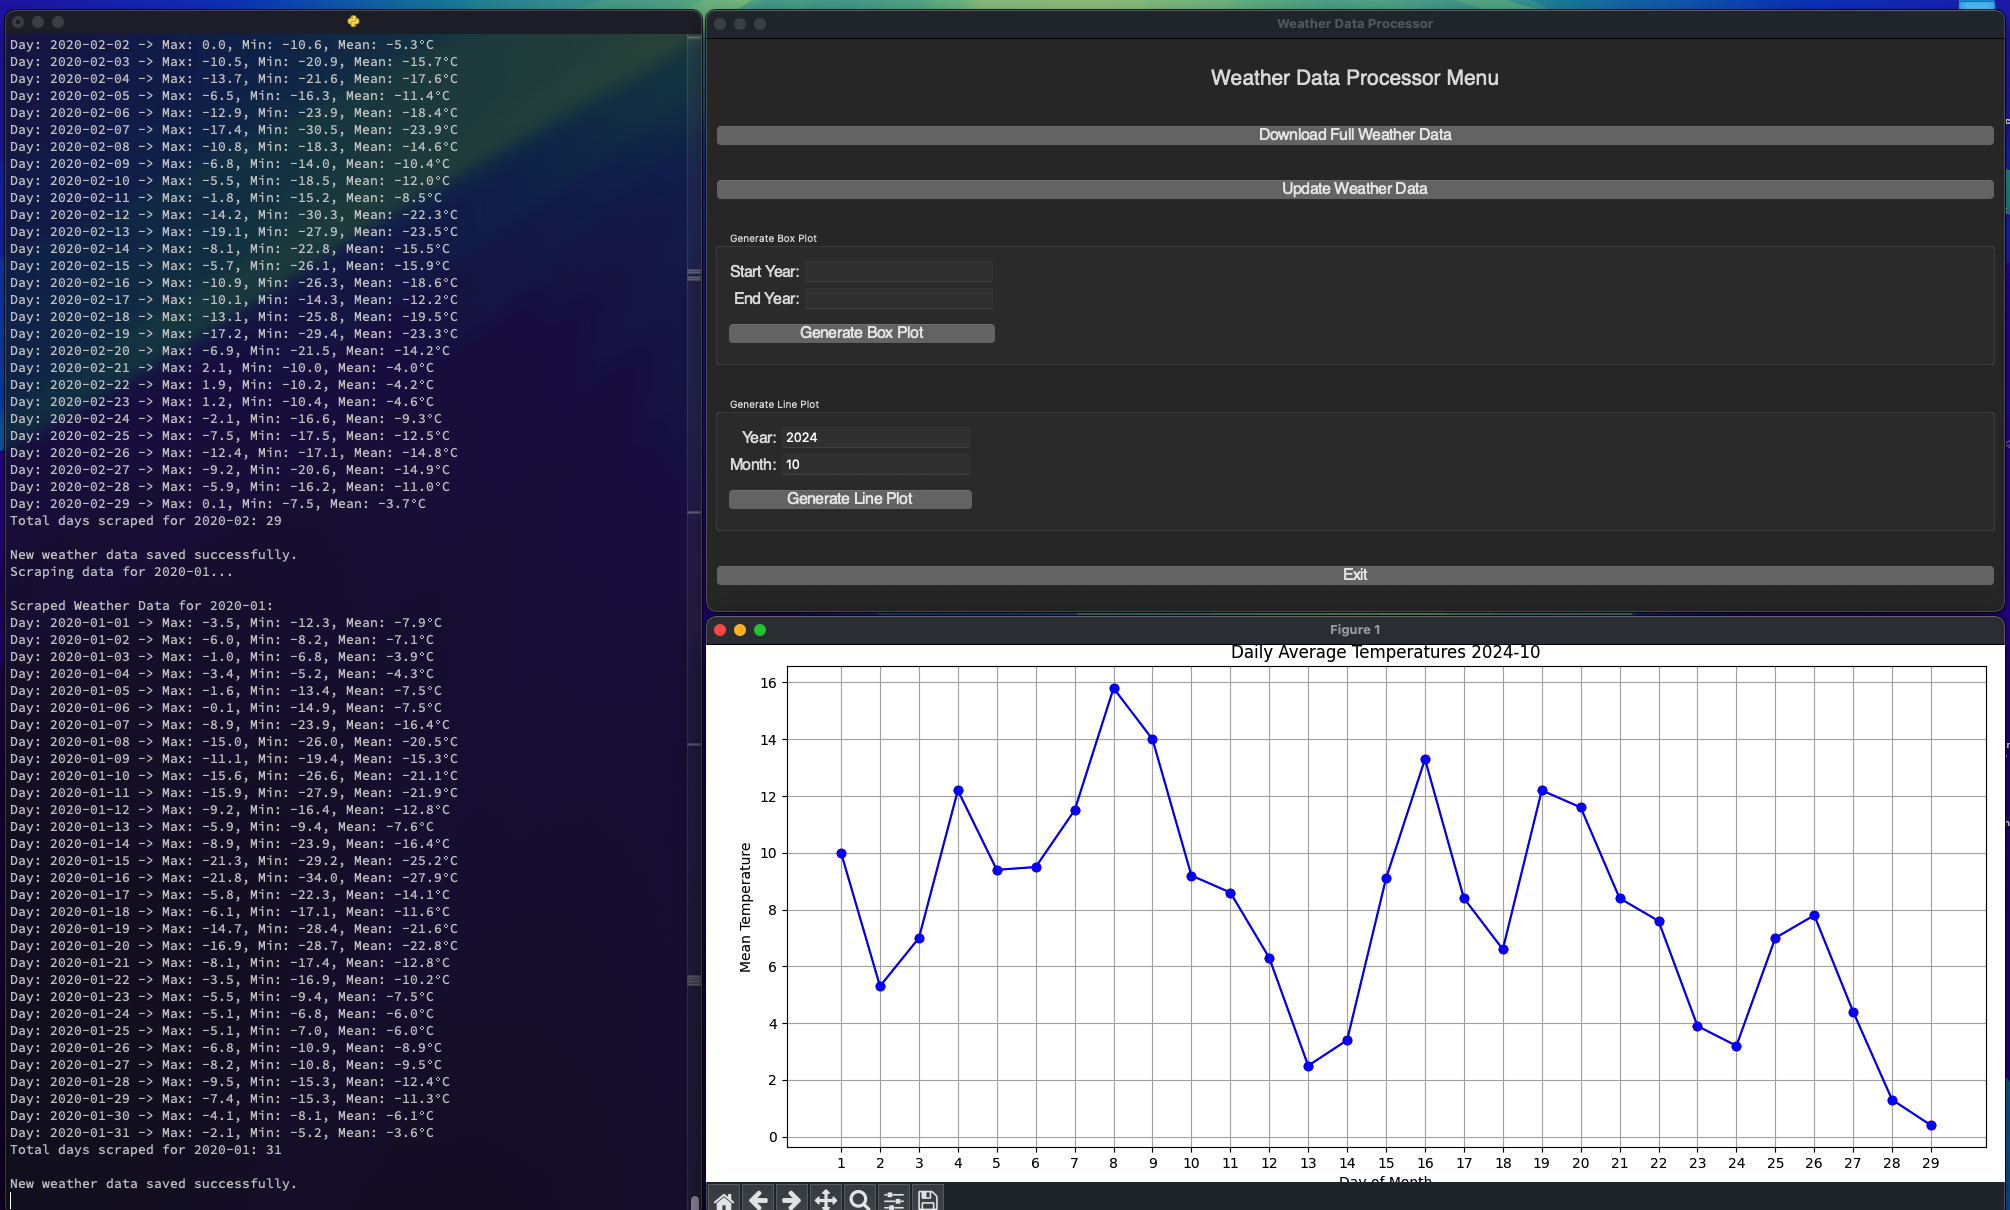 Day: 2020-02-02 -> Max: 0.0, Min: -10.6, Mean: -5.3°C
Day: 2020-02-03 -> Max: -10.5, Min: -20.9, Mean: -15.7°C
Day: 2020-02-04 -> Max: -13.7, Min: -21.6, Mean: -17.6°C
Day: 2020-02-05 -> Max: -6.5, Min: -16.3, Mean: -11.4°C
Day: 2020-02-06 -> Max: -12.9, Min: -23.9, Mean: -18.4°C
Day: 2020-02-07 -> Max: -17.4, Min: -30.5, Mean: -23.9°C
Day: 2020-02-08 -> Max: -10.8, Min: -18.3, Mean: -14.6°C
Day: 2020-02-09 -> Max: -6.8, Min: -14.0, Mean: -10.4°C
Day: 2020-02-10 -> Max: -5.5, Min: -18.5, Mean: -12.0°C
Day: 2020-02-11 -> Max: -1.8, Min: -15.2, Mean: -8.5°C
Day: 2020-02-12 -> Max: -14.2, Min: -30.3, Mean: -22.3°C
Day: 2020-02-13 -> Max: -19.1, Min: -27.9, Mean: -23.5°C
Day: 2020-02-14 -> Max: -8.1, Min: -22.8, Mean: -15.5°C
Day: 2020-02-15 -> Max: -5.7, Min: -26.1, Mean: -15.9°C
Day: 2020-02-16 -> Max: -10.9, Min: -26.3, Mean: -18.6°C
Day: 2020-02-17 -> Max: -10.1, Min: -14.3, Mean: -12.2°C
Day: 2020-02-18 -> Max: -13.1, Min: -25.8, Mean: -19.5°C
Day: 2020-02-19 -> Max: -17.2, Min: -29.4, Mean: -23.3°C
Day: 2020-02-20 -> Max: -6.9, Min: -21.5, Mean: -14.2°C
Day: 2020-02-21 -> Max: 2.1, Min: -10.0, Mean: -4.0°C
Day: 2020-02-22 -> Max: 1.9, Min: -10.2, Mean: -4.2°C
Day: 2020-02-23 -> Max: 1.2, Min: -10.4, Mean: -4.6°C
Day: 2020-02-24 -> Max: -2.1, Min: -16.6, Mean: -9.3°C
Day: 2020-02-25 -> Max: -7.5, Min: -17.5, Mean: -12.5°C
Day: 2020-02-26 -> Max: -12.4, Min: -17.1, Mean: -14.8°C
Day: 2020-02-27 -> Max: -9.2, Min: -20.6, Mean: -14.9°C
Day: 2020-02-28 -> Max: -5.9, Min: -16.2, Mean: -11.0°C
Day: 2020-02-29 -> Max: 0.1, Min: -7.5, Mean: -3.7°C
Total days scraped for 2020-02: 29
New weather data saved successfully.
Scraping data for 2020-01...
Scraped Weather Data for 2020-01:
Day: 2020-01-01 -> Max: -3.5, Min: -12.3, Mean: -7.9°C
Day: 2020-01-02 -> Max: -6.0, Min: -8.2, Mean: -7.1°C
Day: 2020-01-03 -> Max: -1.0, Min: -6.8, Mean: -3.9°C
Day: 2020-01-04 -> Max: -3.4, Min: -5.2, Mean: -4.3°C
Day: 2020-01-05 -> Max: -1.6, Min: -13.4, Mean: -7.5°C
Day: 2020-01-06 -> Max: -0.1, Min: -14.9, Mean: -7.5°C
Day: 2020-01-07 -> Max: -8.9, Min: -23.9, Mean: -16.4°C
Day: 2020-01-08 -> Max: -15.0, Min: -26.0, Mean: -20.5°C
Day: 2020-01-09 -> Max: -11.1, Min: -19.4, Mean: -15.3°C
Day: 2020-01-10 -> Max: -15.6, Min: -26.6, Mean: -21.1°C
Day: 2020-01-11 -> Max: -15.9, Min: -27.9, Mean: -21.9°C
Day: 2020-01-12 -> Max: -9.2, Min: -16.4, Mean: -12.8°C
Day: 2020-01-13 -> Max: -5.9, Min: -9.4, Mean: -7.6°C
Day: 2020-01-14 -> Max: -8.9, Min: -23.9, Mean: -16.4°C
Day: 2020-01-15 -> Max: -21.3, Min: -29.2, Mean: -25.2°C
Day: 2020-01-16 -> Max: -21.8, Min: -34.0, Mean: -27.9°C
Day: 2020-01-17 -> Max: -5.8, Min: -22.3, Mean: -14.1°C
Day: 2020-01-18 -> Max: -6.1, Min: -17.1, Mean: -11.6°C
Day: 2020-01-19 -> Max: -14.7, Min: -28.4, Mean: -21.6°C
Day: 2020-01-20 -> Max: -16.9, Min: -28.7, Mean: -22.8°C
Day: 2020-01-21 -> Max: -8.1, Min: -17.4, Mean: -12.8°C
Day: 2020-01-22 -> Max: -3.5, Min: -16.9, Mean: -10.2°C
Day: 2020-01-23 -> Max: -5.5, Min: -9.4, Mean: -7.5°C
Day: 2020-01-24 -> Max: -5.1, Min: -6.8, Mean: -6.0°C
Day: 2020-01-25 -> Max: -5.1, Min: -7.0, Mean: -6.0°C
Day: 2020-01-26 -> Max: -6.8, Min: -10.9, Mean: -8.9°C
Day: 2020-01-27 -> Max: -8.2, Min: -10.8, Mean: -9.5°C
Day: 2020-01-28 -> Max: -9.5, Min: -15.3, Mean: -12.4°C
Day: 2020-01-29 -> Max: -7.4, Min: -15.3, Mean: -11.3°C
Day: 2020-01-30 -> Max: -4.1, Min: -8.1, Mean: -6.1°C
Day: 2020-01-31 -> Max: -2.1, Min: -5.2, Mean: -3.6°C
Total days scraped for 2020-01: 31
New weather data saved successfully.
Weather Data Processor
Weather Data Processor Menu
Download Full Weather Data
Update Weather Data
Generate Box Plot
Start Year:
End Year:
Generate Box Plot
Generate Line Plot
Year: 2024
Month: 10
Generate Line Plot
Exit
Figure 1
Daily Average Temperatures 2024-10
Mean Temperature
16
14
12
10
8
6
4
2
0
1 2 3 4 5 6 7 8 9 10 11 12 13 14 15 16 17 18 19 20 21 22 23 24 25 26 27 28 29
Day of Month